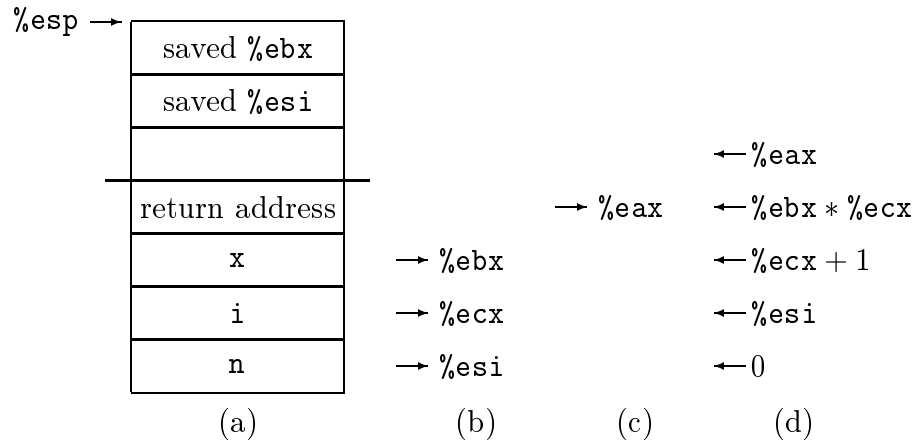 %esp
saved %ebx
saved %esi
%eax
return address %eax %ebx * %ecx
x %ebx %ecx + 1
i %ecx %esi
n %esi 0
(a) (b) (c) (d)